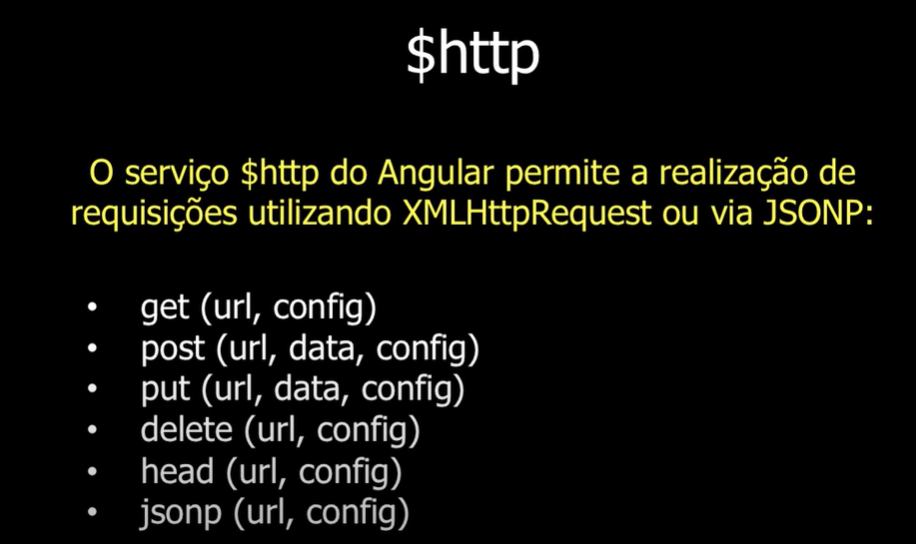 $http
O serviço $http do Angular permite a realização de
requisições utilizando XMLHttpRequest ou via JSONP:
• get (url, config)
• post (url, data, config)
• put (url, data, config)
• delete (url, config)
• head (url, config)
• jsonp (url, config)